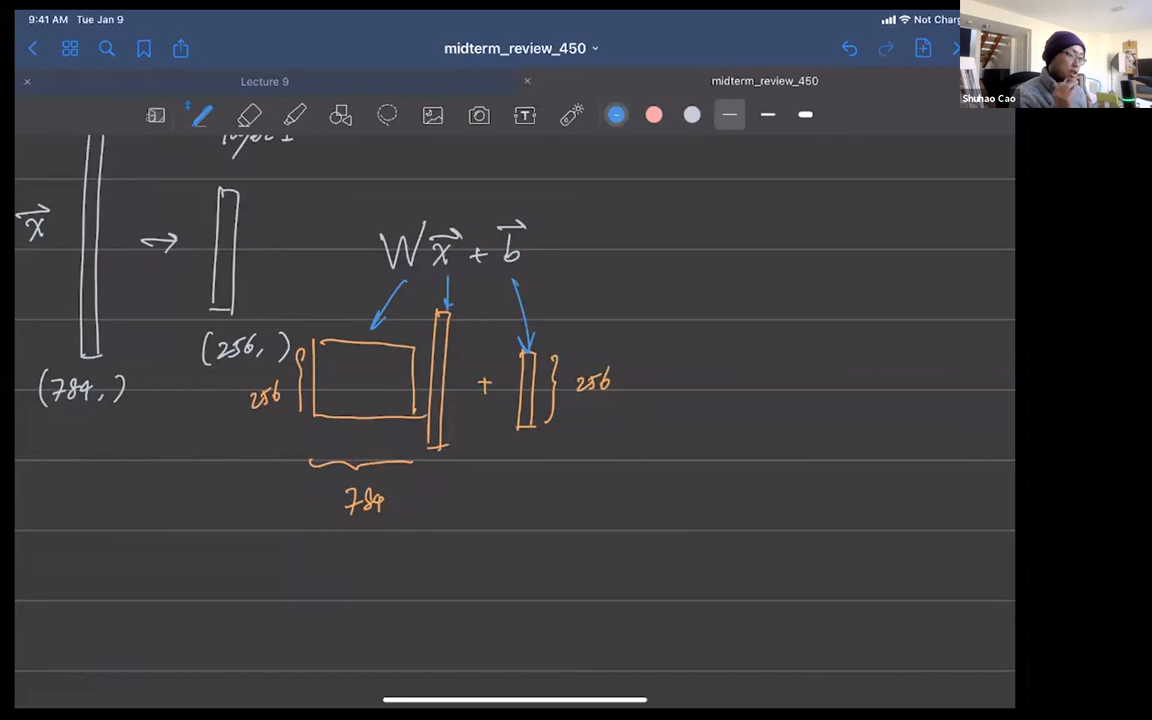 9:41 AM Tue Jan 9
Not Charg
midterm_review_450
Lecture 9
midterm_review_450
Shuhao Cao
x
(784, )
(256, )
W x + b
256
784
+
256